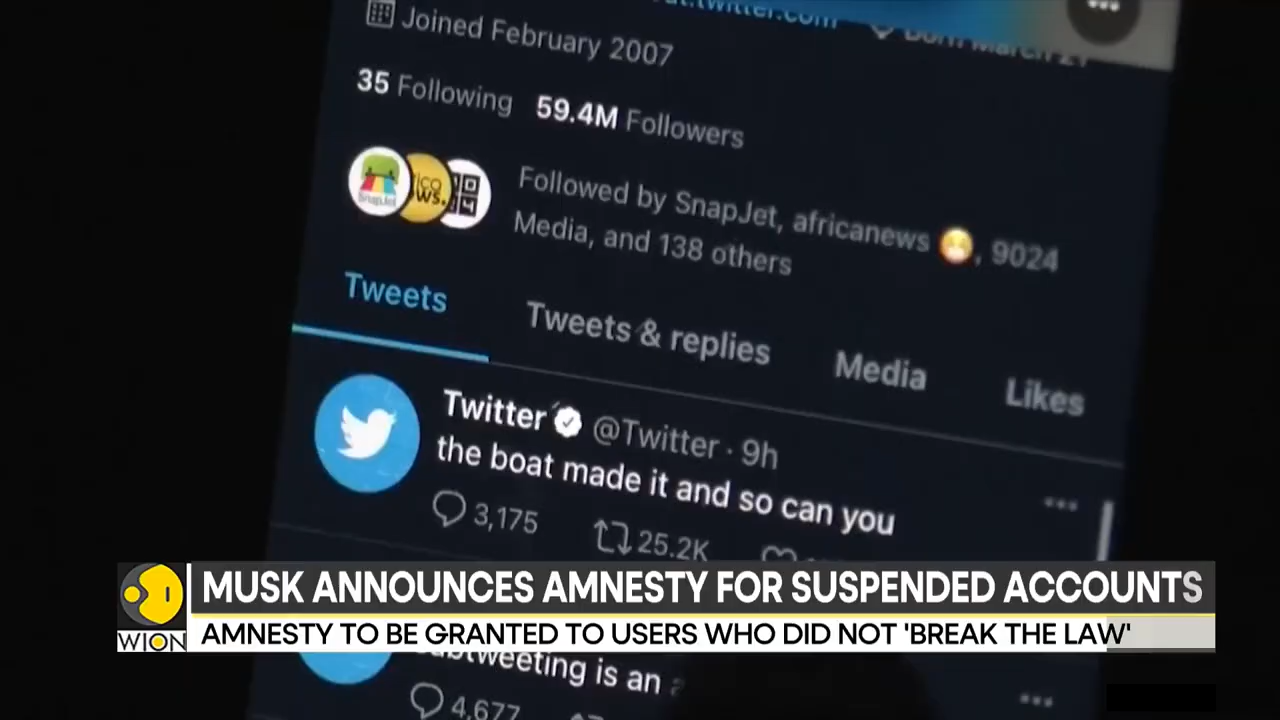 Joined February 2007
35 Following 59.4M Followers
SnapJet
Followed by SnapJet, africanews 😁, 9024
Media, and 138 others
Tweets
Tweets & replies
Media
Likes
Twitter @Twitter · 9h
the boat made it and so can you
3,175
25.2K
MUSK ANNOUNCES AMNESTY FOR SUSPENDED ACCOUNTS
WION
AMNESTY TO BE GRANTED TO USERS WHO DID NOT 'BREAK THE LAW'
subtweeting is an
4,677